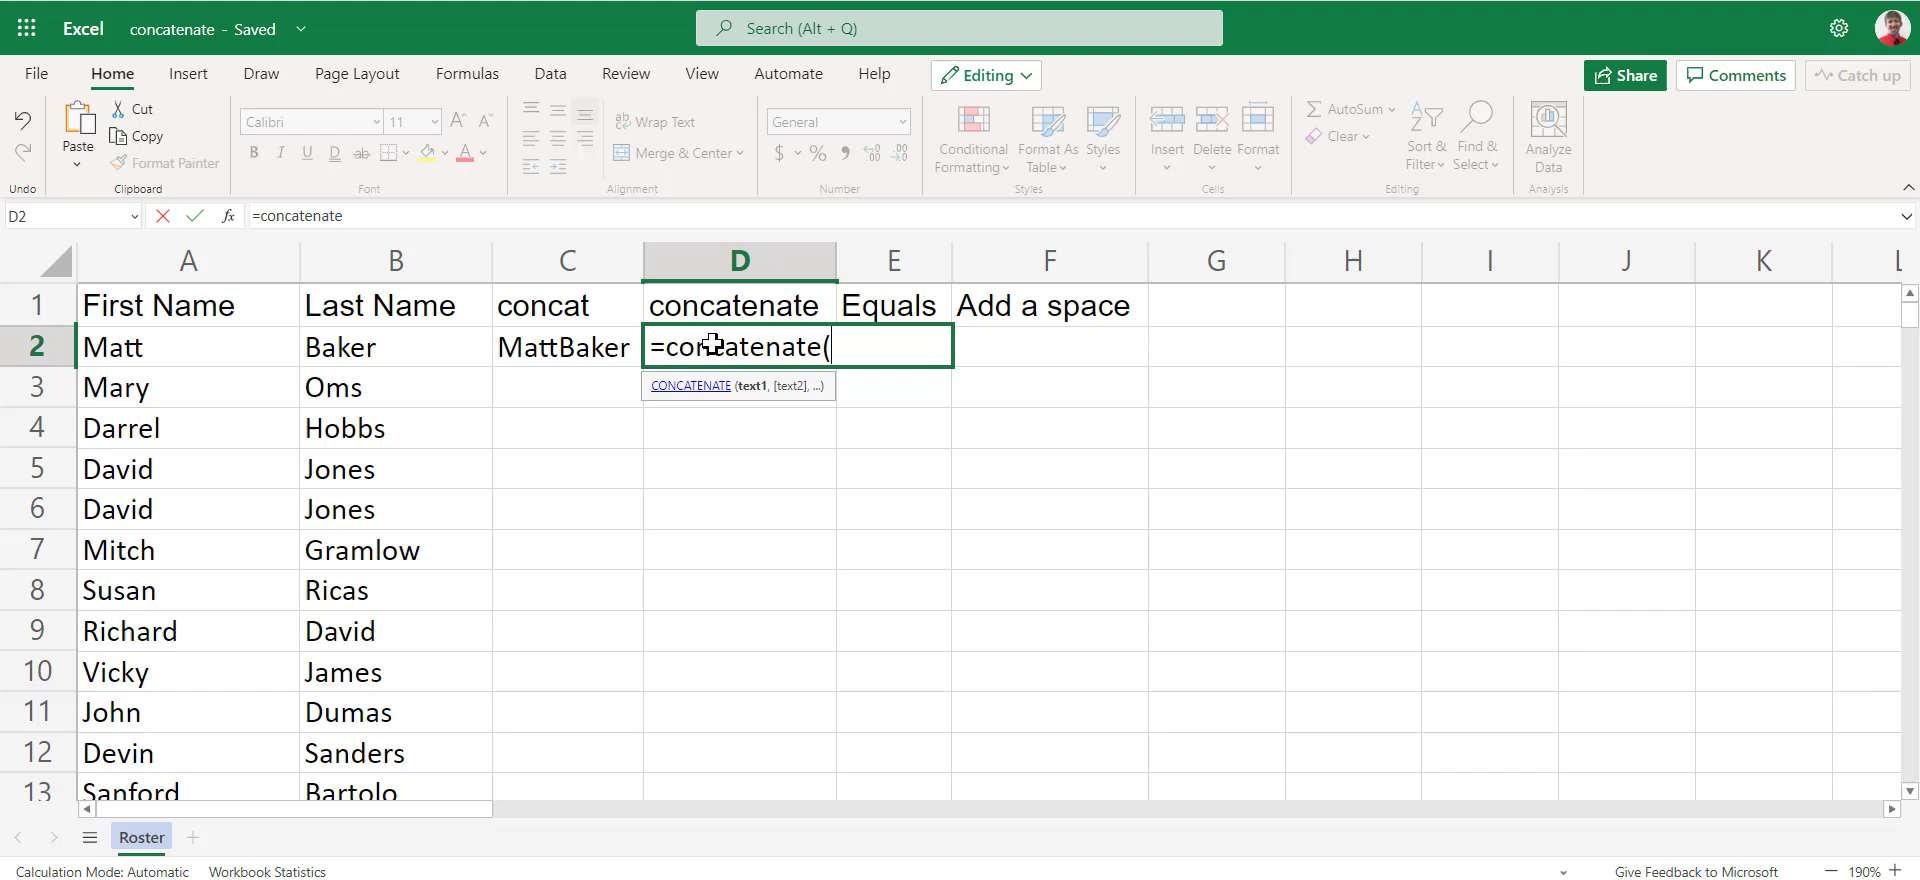 Excel concatenate - Saved Search (Alt + Q)
File Home Insert Draw Page Layout Formulas Data Review View Automate Help Editing Share Comments Catch up
Paste Cut Copy Format Painter
Undo Clipboard
Calibri 11 B I U D ab A A A
Font
Wrap Text
Merge & Center
Alignment
General
$ % 9 .00 .00
Number
Conditional Formatting Format As Table Styles
Styles
Insert Delete Format
Cells
AutoSum
Clear
Sort & Filter Find & Select
Editing
Analyze Data
Analysis
D2 fx =concatenate
A B C D E F G H I J K L
1 First Name Last Name concat concatenate Equals Add a space
2 Matt Baker MattBaker =concatenate(
CONCATENATE (text1, [text2], ...)
3 Mary Oms
4 Darrel Hobbs
5 David Jones
6 David Jones
7 Mitch Gramlow
8 Susan Ricas
9 Richard David
10 Vicky James
11 John Dumas
12 Devin Sanders
13 Sanford Bartolo
Roster
Calculation Mode: Automatic Workbook Statistics Give Feedback to Microsoft 190%